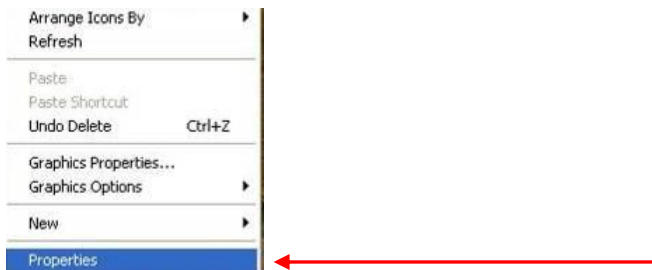 Arrange Icons By
Refresh
Paste
Paste Shortcut
Undo Delete Ctrl+Z
Graphics Properties...
Graphics Options
New
Properties